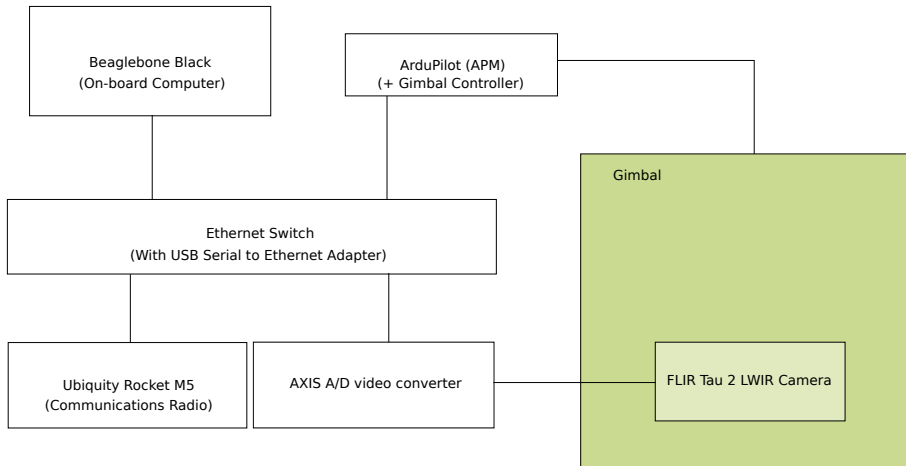 Beaglebone Black
(On-board Computer)
ArduPilot (APM)
(+ Gimbal Controller)
Gimbal
Ethernet Switch
(With USB Serial to Ethernet Adapter)
Ubiquity Rocket M5
(Communications Radio)
AXIS A/D video converter
FLIR Tau 2 LWIR Camera